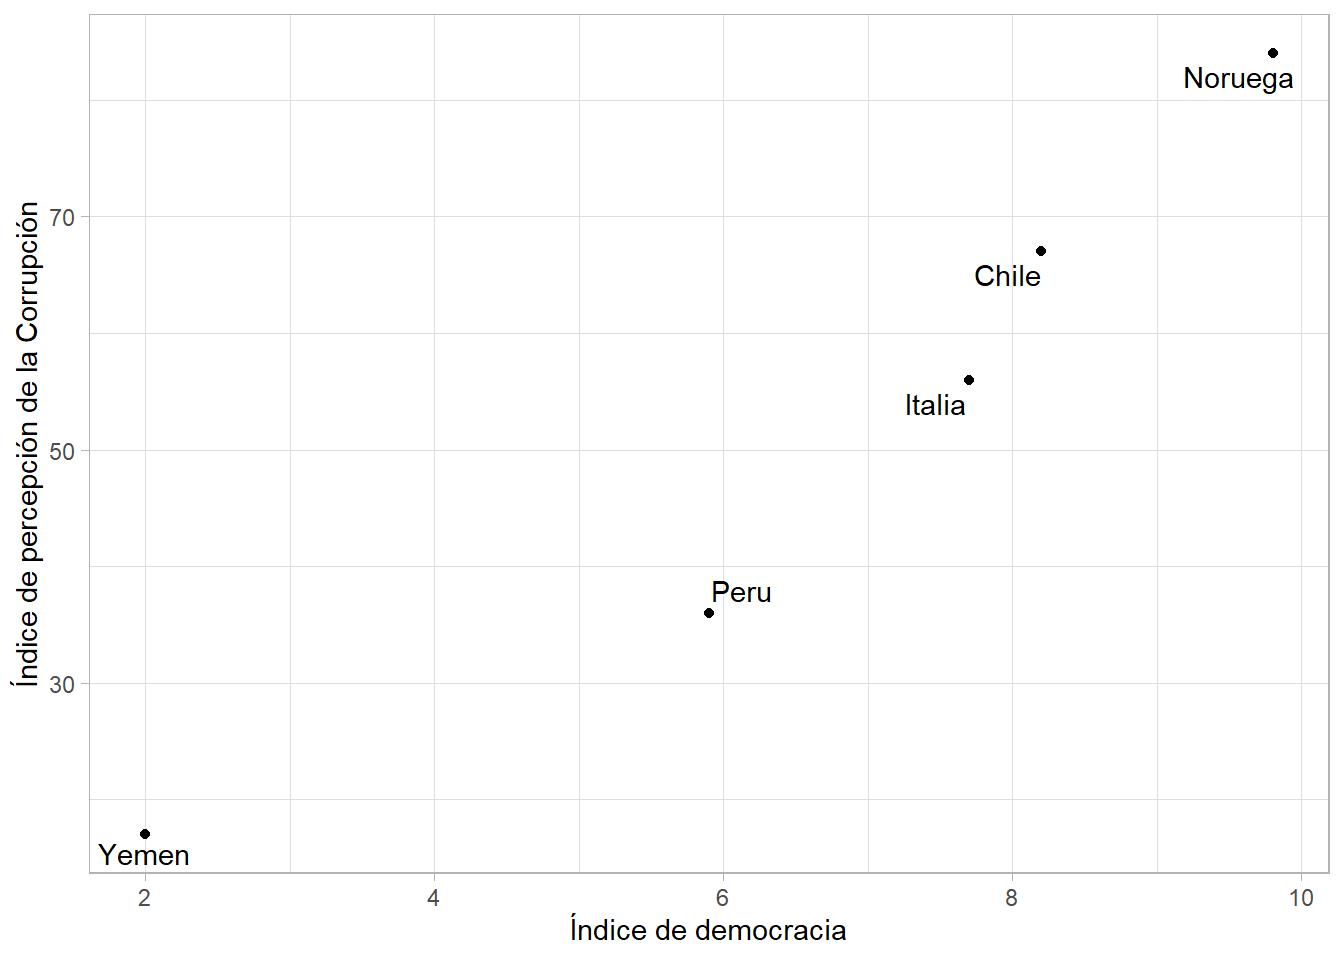 Noruega
70
Chile
Italia
50
Peru
30
Yemen
2
4
6
8
10
Índice de democracia
Índice de percepción de la Corrupción